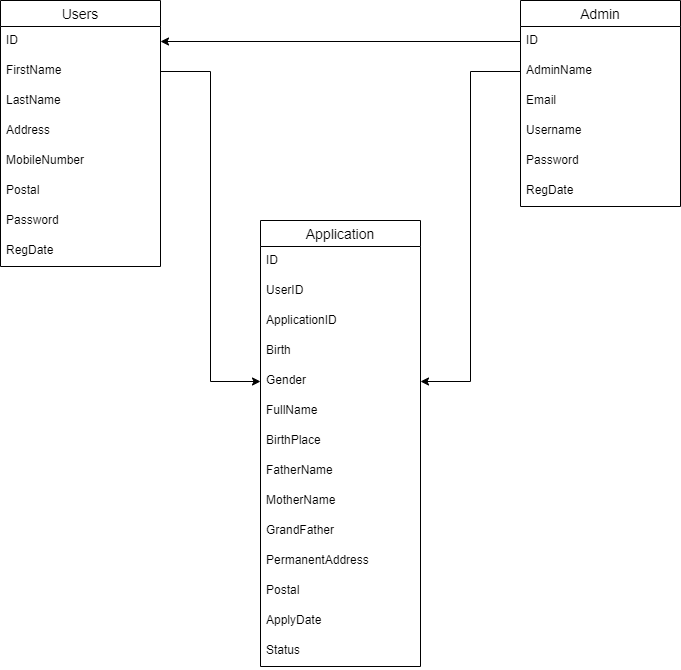 Users
ID
FirstName
LastName
Address
MobileNumber
Postal
Password
RegDate
Admin
ID
AdminName
Email
Username
Password
RegDate
Application
ID
UserID
ApplicationID
Birth
Gender
FullName
BirthPlace
FatherName
MotherName
GrandFather
PermanentAddress
Postal
ApplyDate
Status